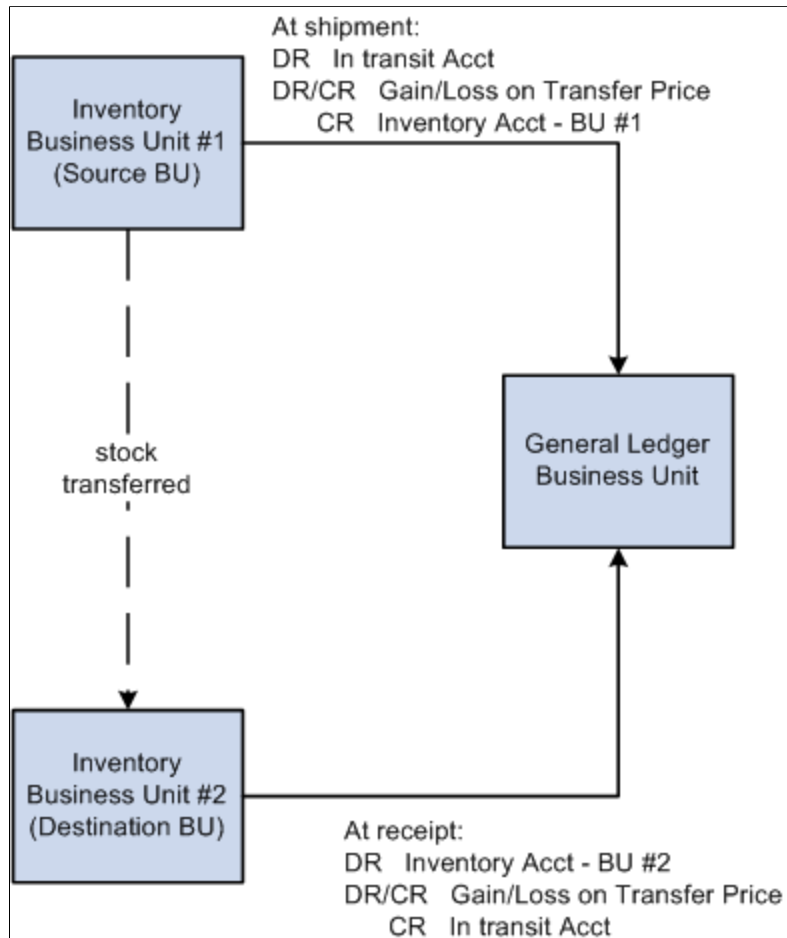 At shipment:
DR In transit Acct
DR/CR Gain/Loss on Transfer Price
CR Inventory Acct - BU #1
Inventory
Business Unit #1
(Source BU)
stock
transferred
General Ledger
Business Unit
Inventory
Business Unit #2
(Destination BU)
At receipt:
DR Inventory Acct - BU #2
DR/CR Gain/Loss on Transfer Price
CR In transit Acct